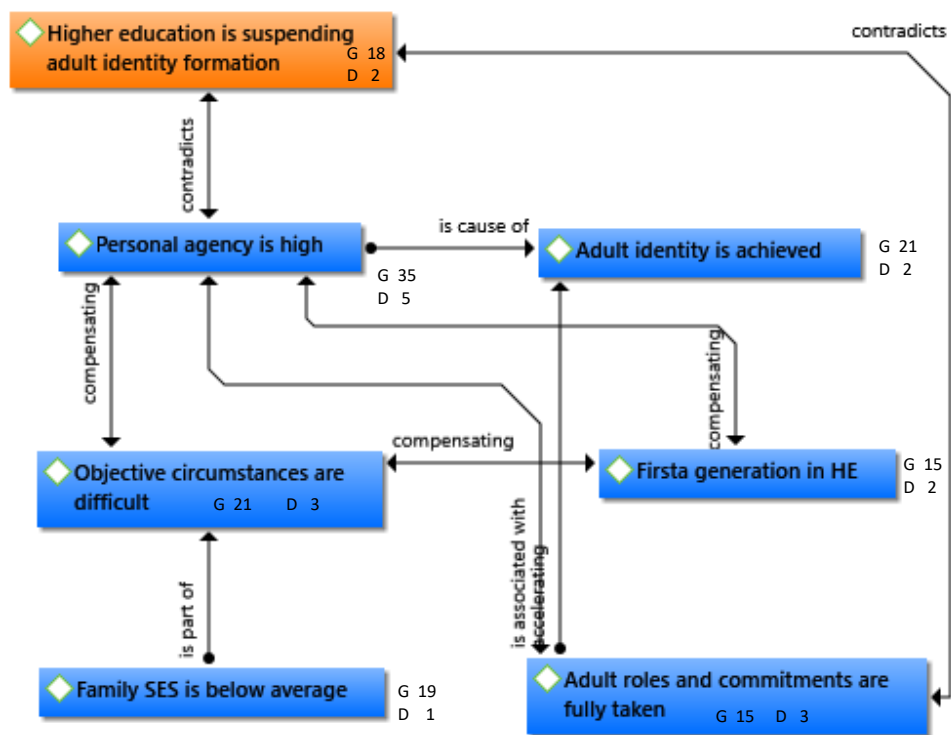 contradicts
Higher education is suspending
adult identity formation
G 18
D 2
contradicts
Personal agency is high
G 35
D 5
is cause of
Adult identity is achieved
G 21
D 2
compensating
compensating
compensating
Objective circumstances are
difficult G 21 D 3
Firsta generation in HE
G 15
D 2
is associated with
accelerating
is part of
Family SES is below average
G 19
D 1
Adult roles and commitments are
fully taken G 15 D 3